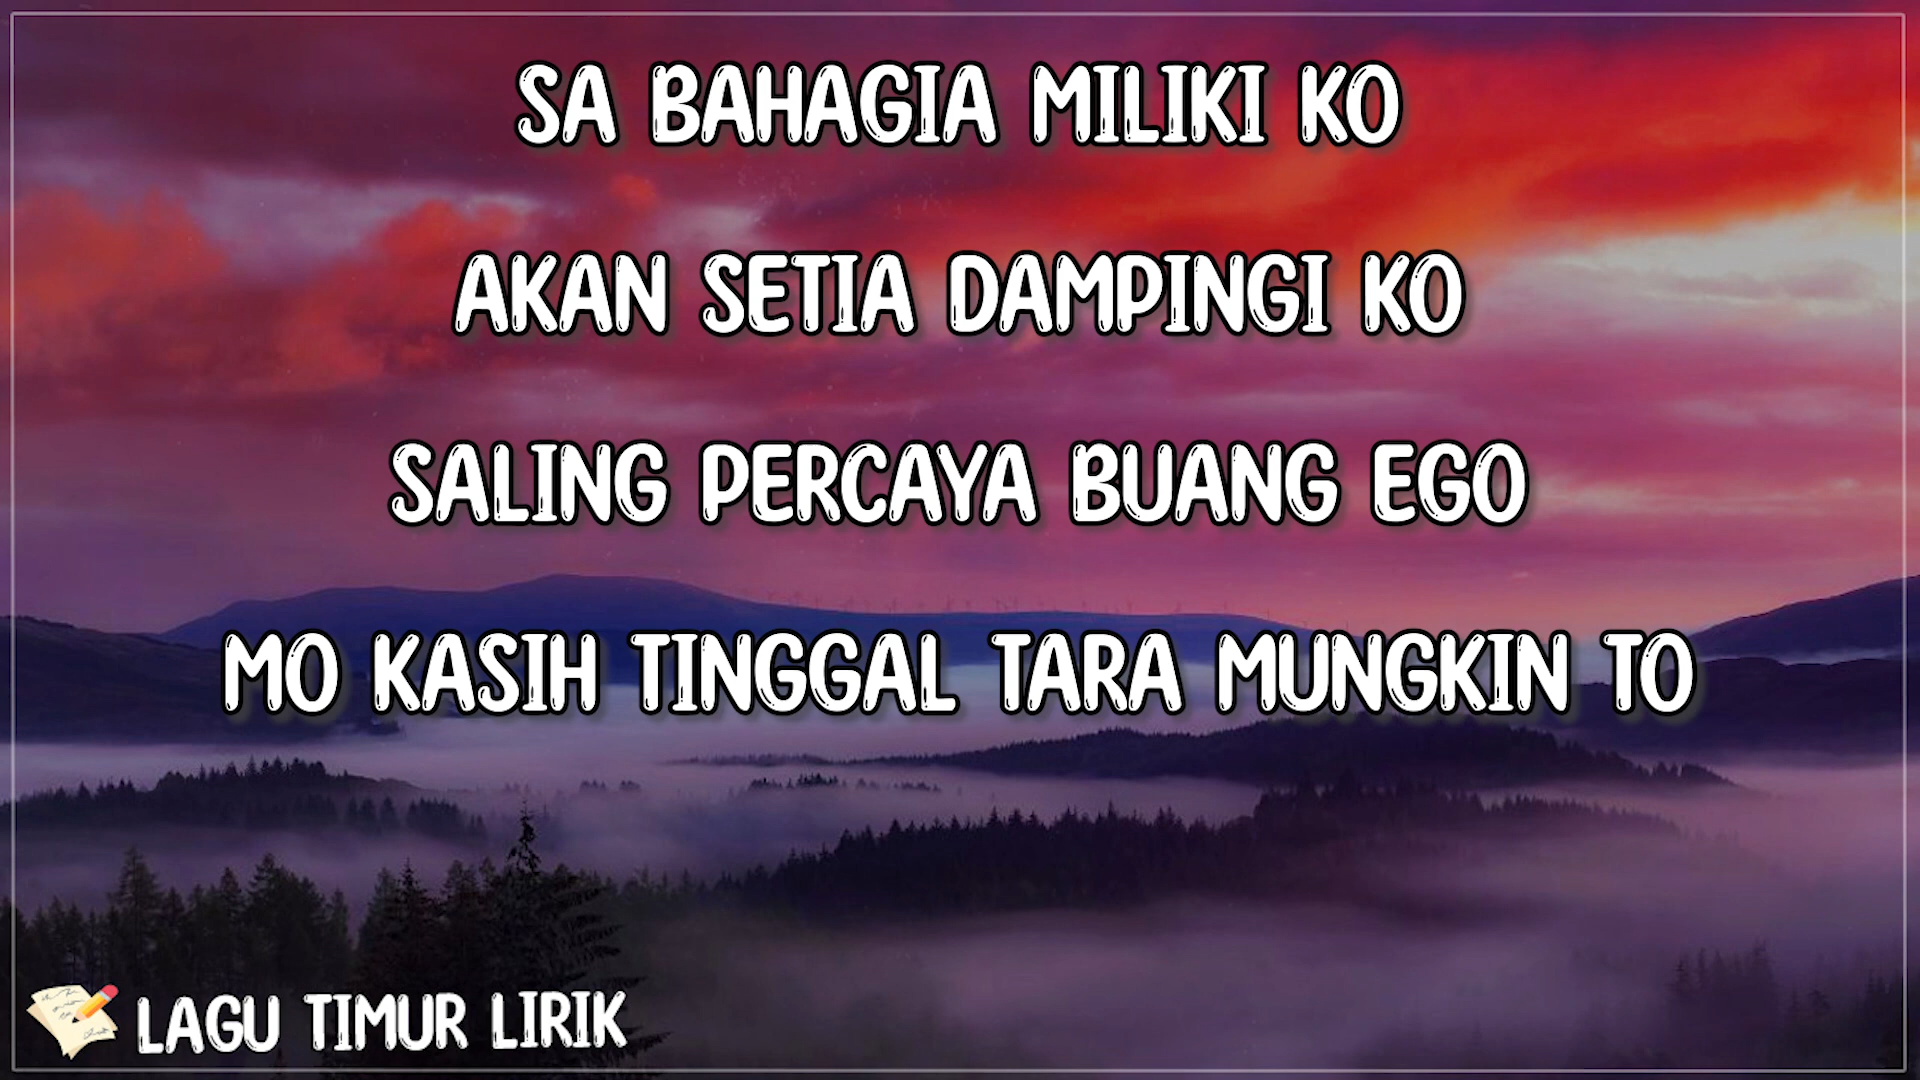 SA BAHAGIA MILIKI KO
AKAN SETIA DAMPINGI KO
SALING PERCAYA BUANG EGO
MO KASIH TINGGAL TARA MUNGKIN TO
LAGU TIMUR LIRIK